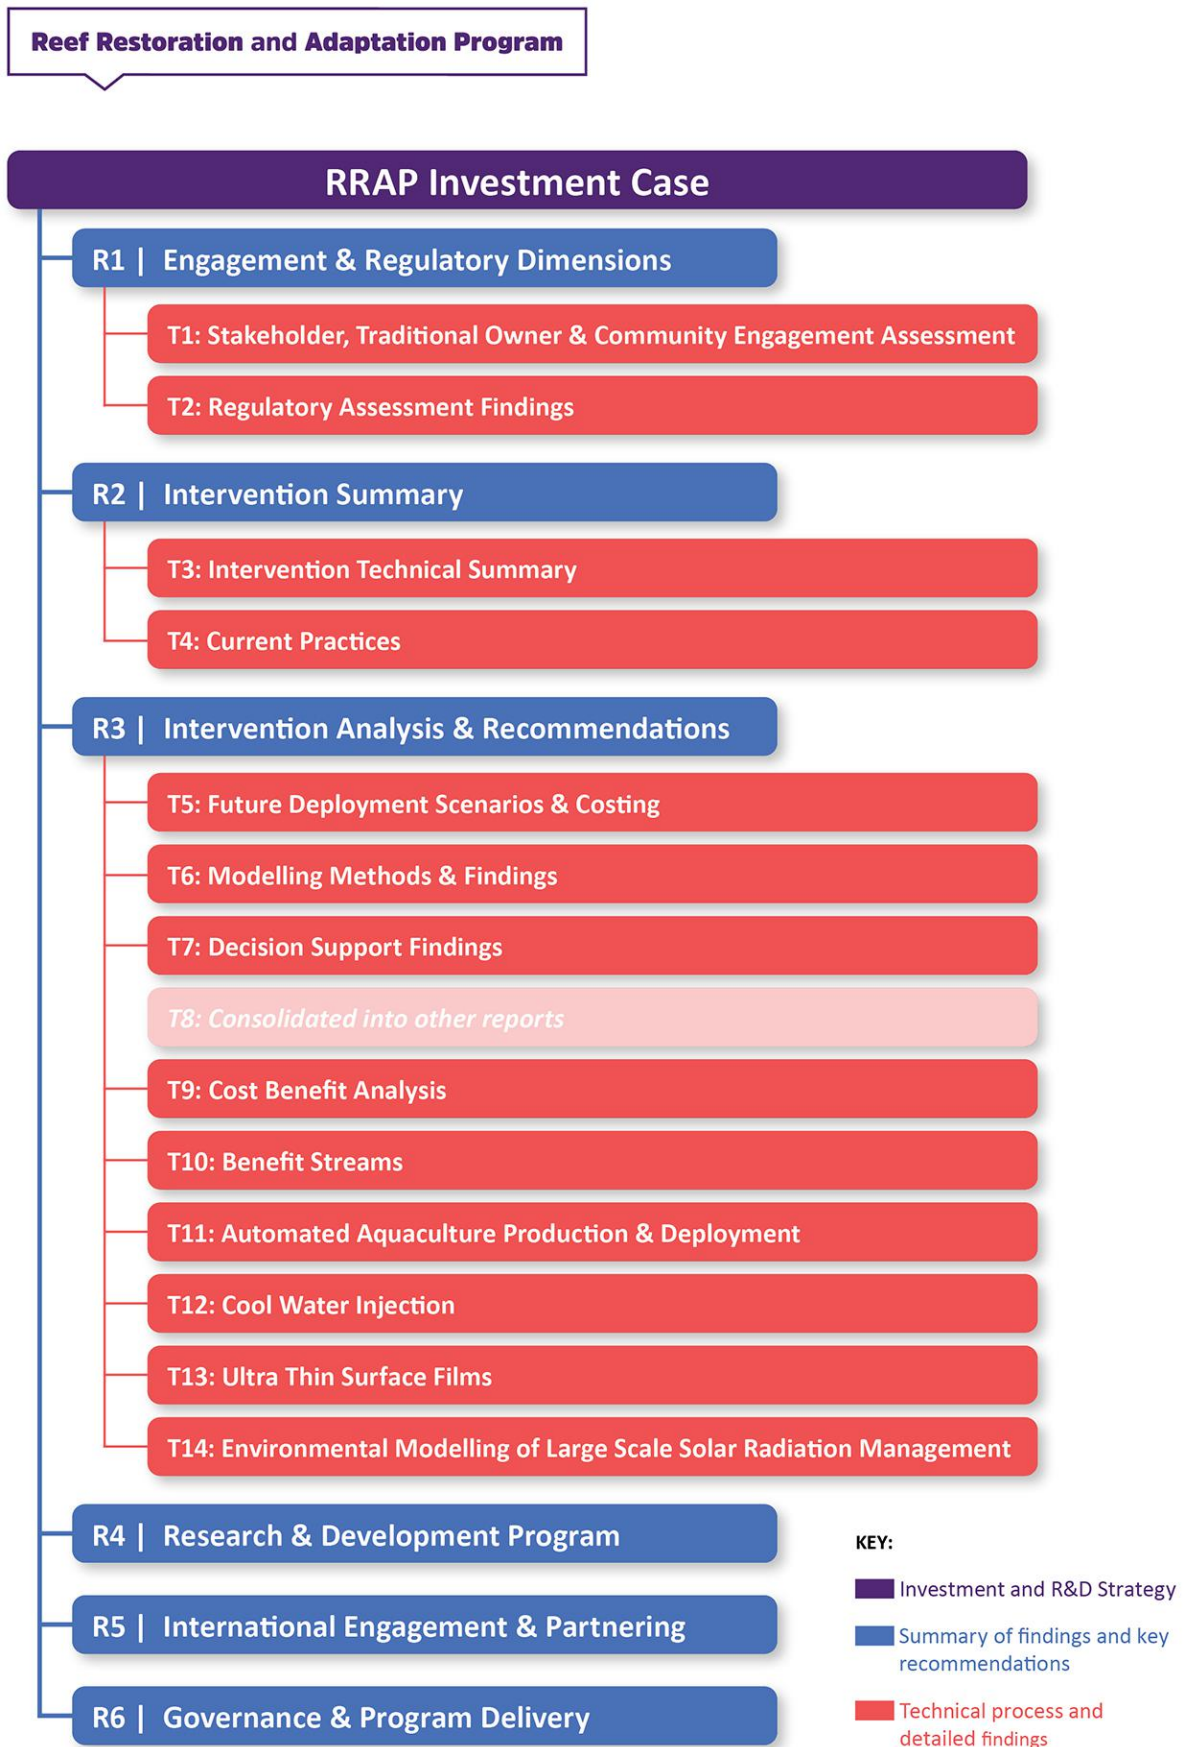 Reef Restoration and Adaptation Program
RRAP Investment Case
R1 | Engagement & Regulatory Dimensions
T1: Stakeholder, Traditional Owner & Community Engagement Assessment
T2: Regulatory Assessment Findings
R2 | Intervention Summary
T3: Intervention Technical Summary
T4: Current Practices
R3 | Intervention Analysis & Recommendations
T5: Future Deployment Scenarios & Costing
T6: Modelling Methods & Findings
T7: Decision Support Findings
T8: Consolidated into other reports
T9: Cost Benefit Analysis
T10: Benefit Streams
T11: Automated Aquaculture Production & Deployment
T12: Cool Water Injection
T13: Ultra Thin Surface Films
T14: Environmental Modelling of Large Scale Solar Radiation Management
R4 | Research & Development Program
R5 | International Engagement & Partnering
R6 | Governance & Program Delivery
KEY:
Investment and R&D Strategy
Summary of findings and key
recommendations
Technical process and
detailed findings